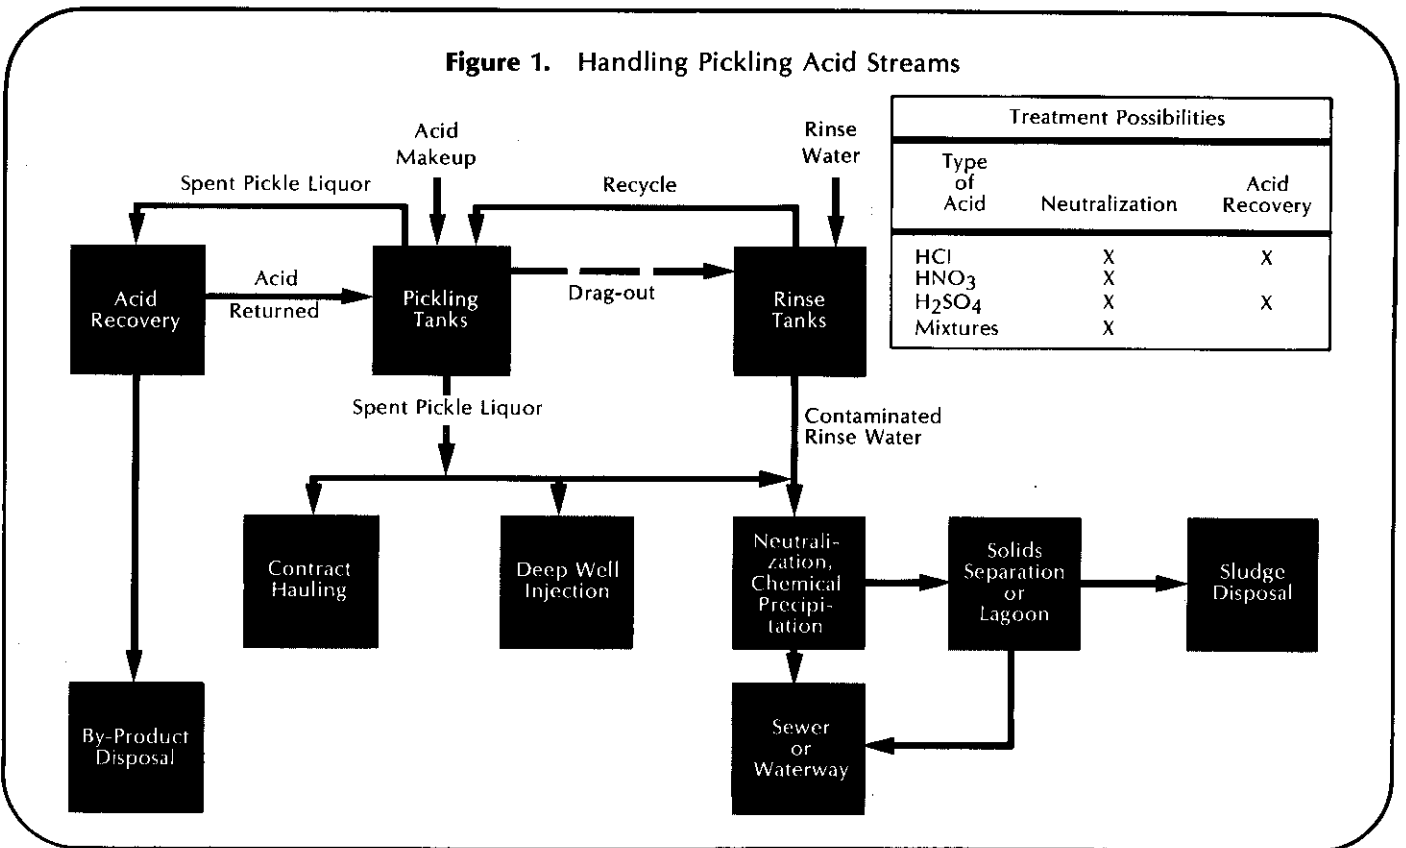 Figure 1. Handling Pickling Acid Streams
Acid
Makeup
Rinse
Water
Spent Pickle Liquor
Recycle
Acid
Recovery
Acid
Returned
Pickling
Tanks
Drag-out
Rinse
Tanks
Treatment Possibilities
Type
of
Acid
Neutralization
Acid
Recovery
HCl X X
HNO3 X
H2SO4 X X
Mixtures X
Spent Pickle Liquor
Contaminated
Rinse Water
Contract
Hauling
Deep Well
Injection
Neutrali-
zation,
Chemical
Precipi-
tation
Solids
Separation
or
Lagoon
Sludge
Disposal
By-Product
Disposal
Sewer
or
Waterway